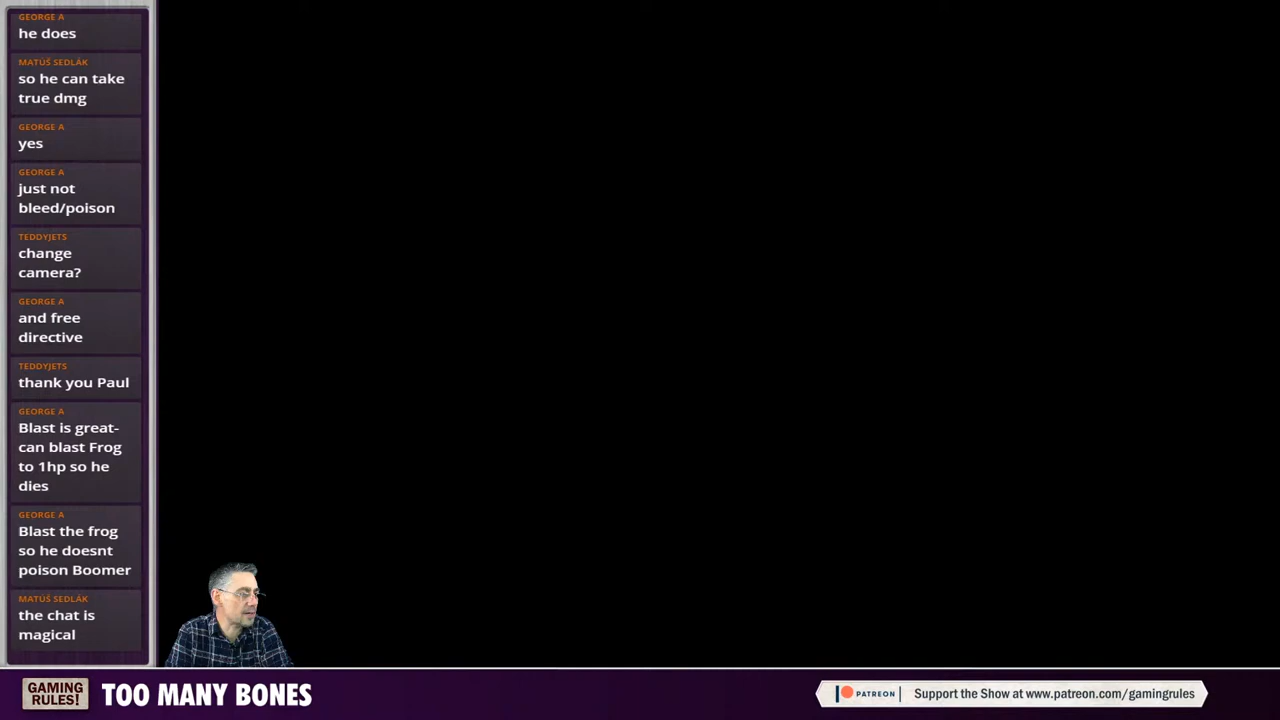 GEORGE A
he does
MATÚŠ SEDLÁK
so he can take
true dmg
GEORGE A
yes
GEORGE A
just not
bleed/poison
TEDDYJETS
change
camera?
GEORGE A
and free
directive
TEDDYJETS
thank you Paul
GEORGE A
Blast is great-
can blast Frog
to 1hp so he
dies
GEORGE A
Blast the frog
so he doesnt
poison Boomer
MATÚŠ SEDLÁK
the chat is
magical
GAMING
RULES!
TOO MANY BONES
PATREON
Support the Show at www.patreon.com/gamingrules